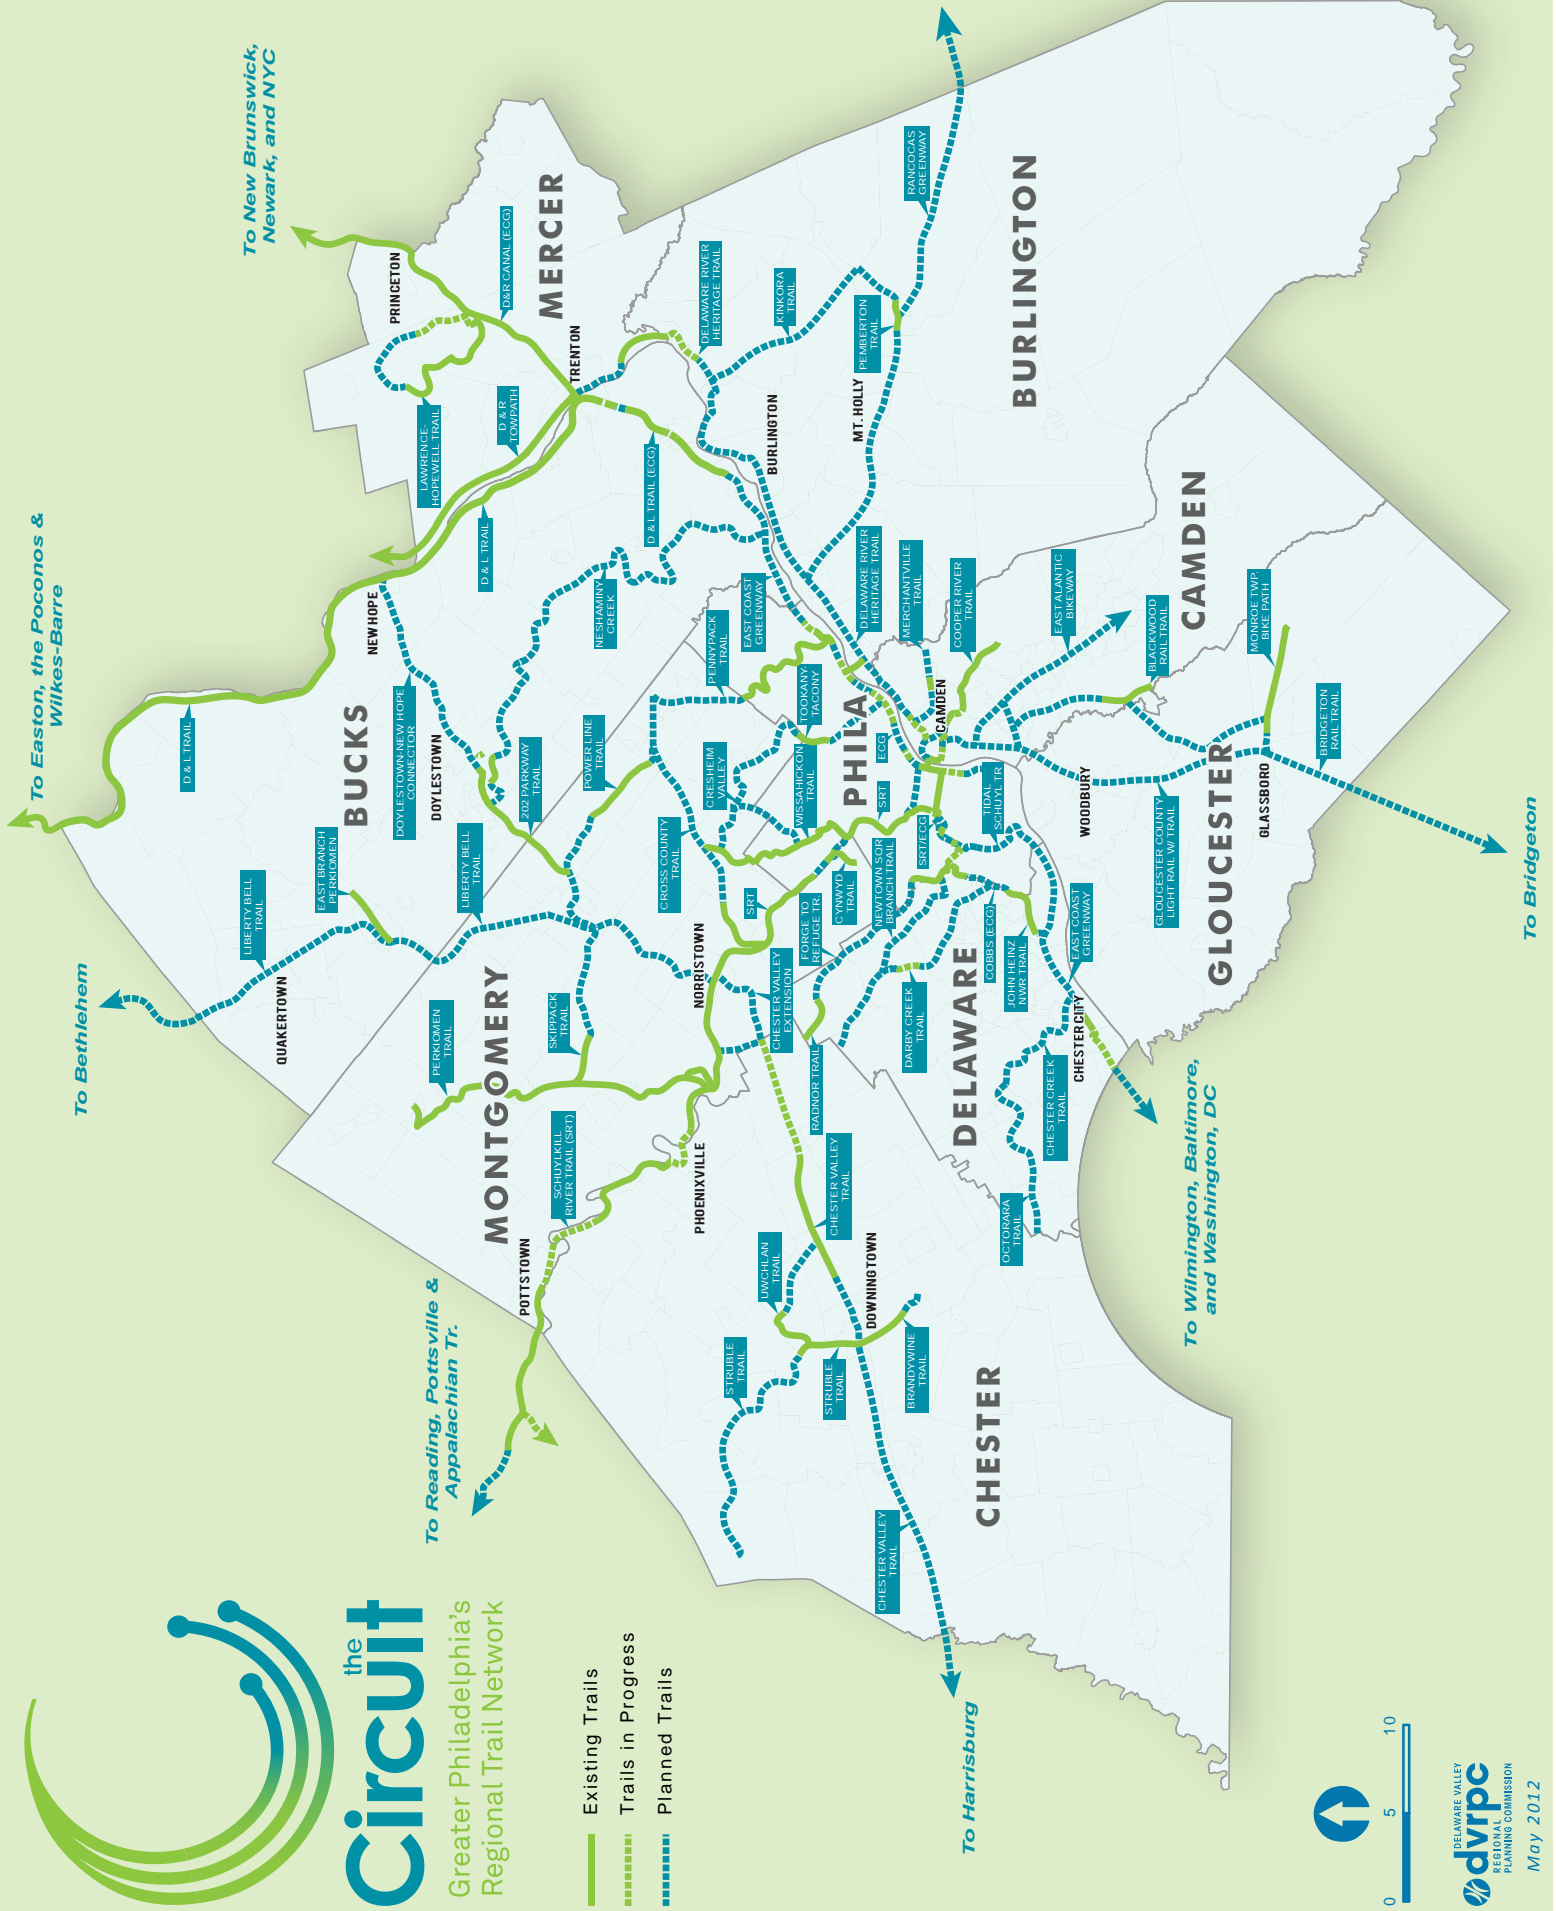 the
Circuit
Greater Philadelphia's
Regional Trail Network
Existing Trails
Trails in Progress
Planned Trails
To Bethlehem
To Easton, the Poconos &
Wilkes-Barre
To New Brunswick,
Newark, and NYC
To Reading, Pottsville &
Appalachian Tr.
To Harrisburg
To Wilmington, Baltimore,
and Washington, DC
To Bridgeton
BUCKS
MERCER
MONTGOMERY
PHILA
BURLINGTON
CAMDEN
GLOUCESTER
DELAWARE
CHESTER
QUAKERTOWN
NEW HOPE
DOYLESTOWN
PRINCETON
TRENTON
BURLINGTON
MT. HOLLY
NORRISTOWN
POTTSTOWN
PHOENIXVILLE
DOWNINGTOWN
CHESTER CITY
CAMDEN
WOODBURY
GLASSBORO
D & L TRAIL
LIBERTY BELL
TRAIL
EAST BRANCH
PERKIOMEN
DOYLESTOWN-NEW HOPE
CONNECTOR
LAWRENCE-
HOPEWELL TRAIL
D & R
TOWPATH
D&R CANAL (ECG)
D & L TRAIL
D & L TRAIL (ECG)
NESHAMINY
CREEK
LIBERTY BELL
TRAIL
202 PARKWAY
TRAIL
POWER LINE
TRAIL
PERKIOMEN
TRAIL
SKIPPACK
TRAIL
SCHUYLKILL
RIVER TRAIL (SRT)
CROSS COUNTY
TRAIL
CRESHEIM
VALLEY
PENNYPACK
TRAIL
EAST COAST
GREENWAY
DELAWARE RIVER
HERITAGE TRAIL
KINKORA
TRAIL
PEMBERTON
TRAIL
RANCOCAS
GREENWAY
TOOKANY-
TACONY
WISSAHICKON
TRAIL
ECG
SRT
SRT
SRT/ECG
DELAWARE RIVER
HERITAGE TRAIL
MERCHANTVILLE
TRAIL
COOPER RIVER
TRAIL
EAST ALANTIC
BIKEWAY
BLACKWOOD
RAIL TRAIL
MONROE TWP.
BIKE PATH
BRIDGETON
RAIL TRAIL
GLOUCESTER COUNTY
LIGHT RAIL W/ TRAIL
TIDAL
SCHUYL TR
CHESTER VALLEY
EXTENSION
FORGE TO
REFUGE TR.
CYNWYD
TRAIL
NEWTOWN SQR
BRANCH TRAIL
RADNOR TRAIL
DARBY CREEK
TRAIL
COBBS (ECG)
JOHN HEINZ
NWR TRAIL
EAST COAST
GREENWAY
CHESTER CREEK
TRAIL
OCTORARA
TRAIL
CHESTER VALLEY
TRAIL
UWCHLAN
TRAIL
STRUBLE
TRAIL
STRUBLE
TRAIL
BRANDYWINE
TRAIL
CHESTER VALLEY
TRAIL
0 5 10
DELAWARE VALLEY
dvrpc
REGIONAL
PLANNING COMMISSION
May 2012